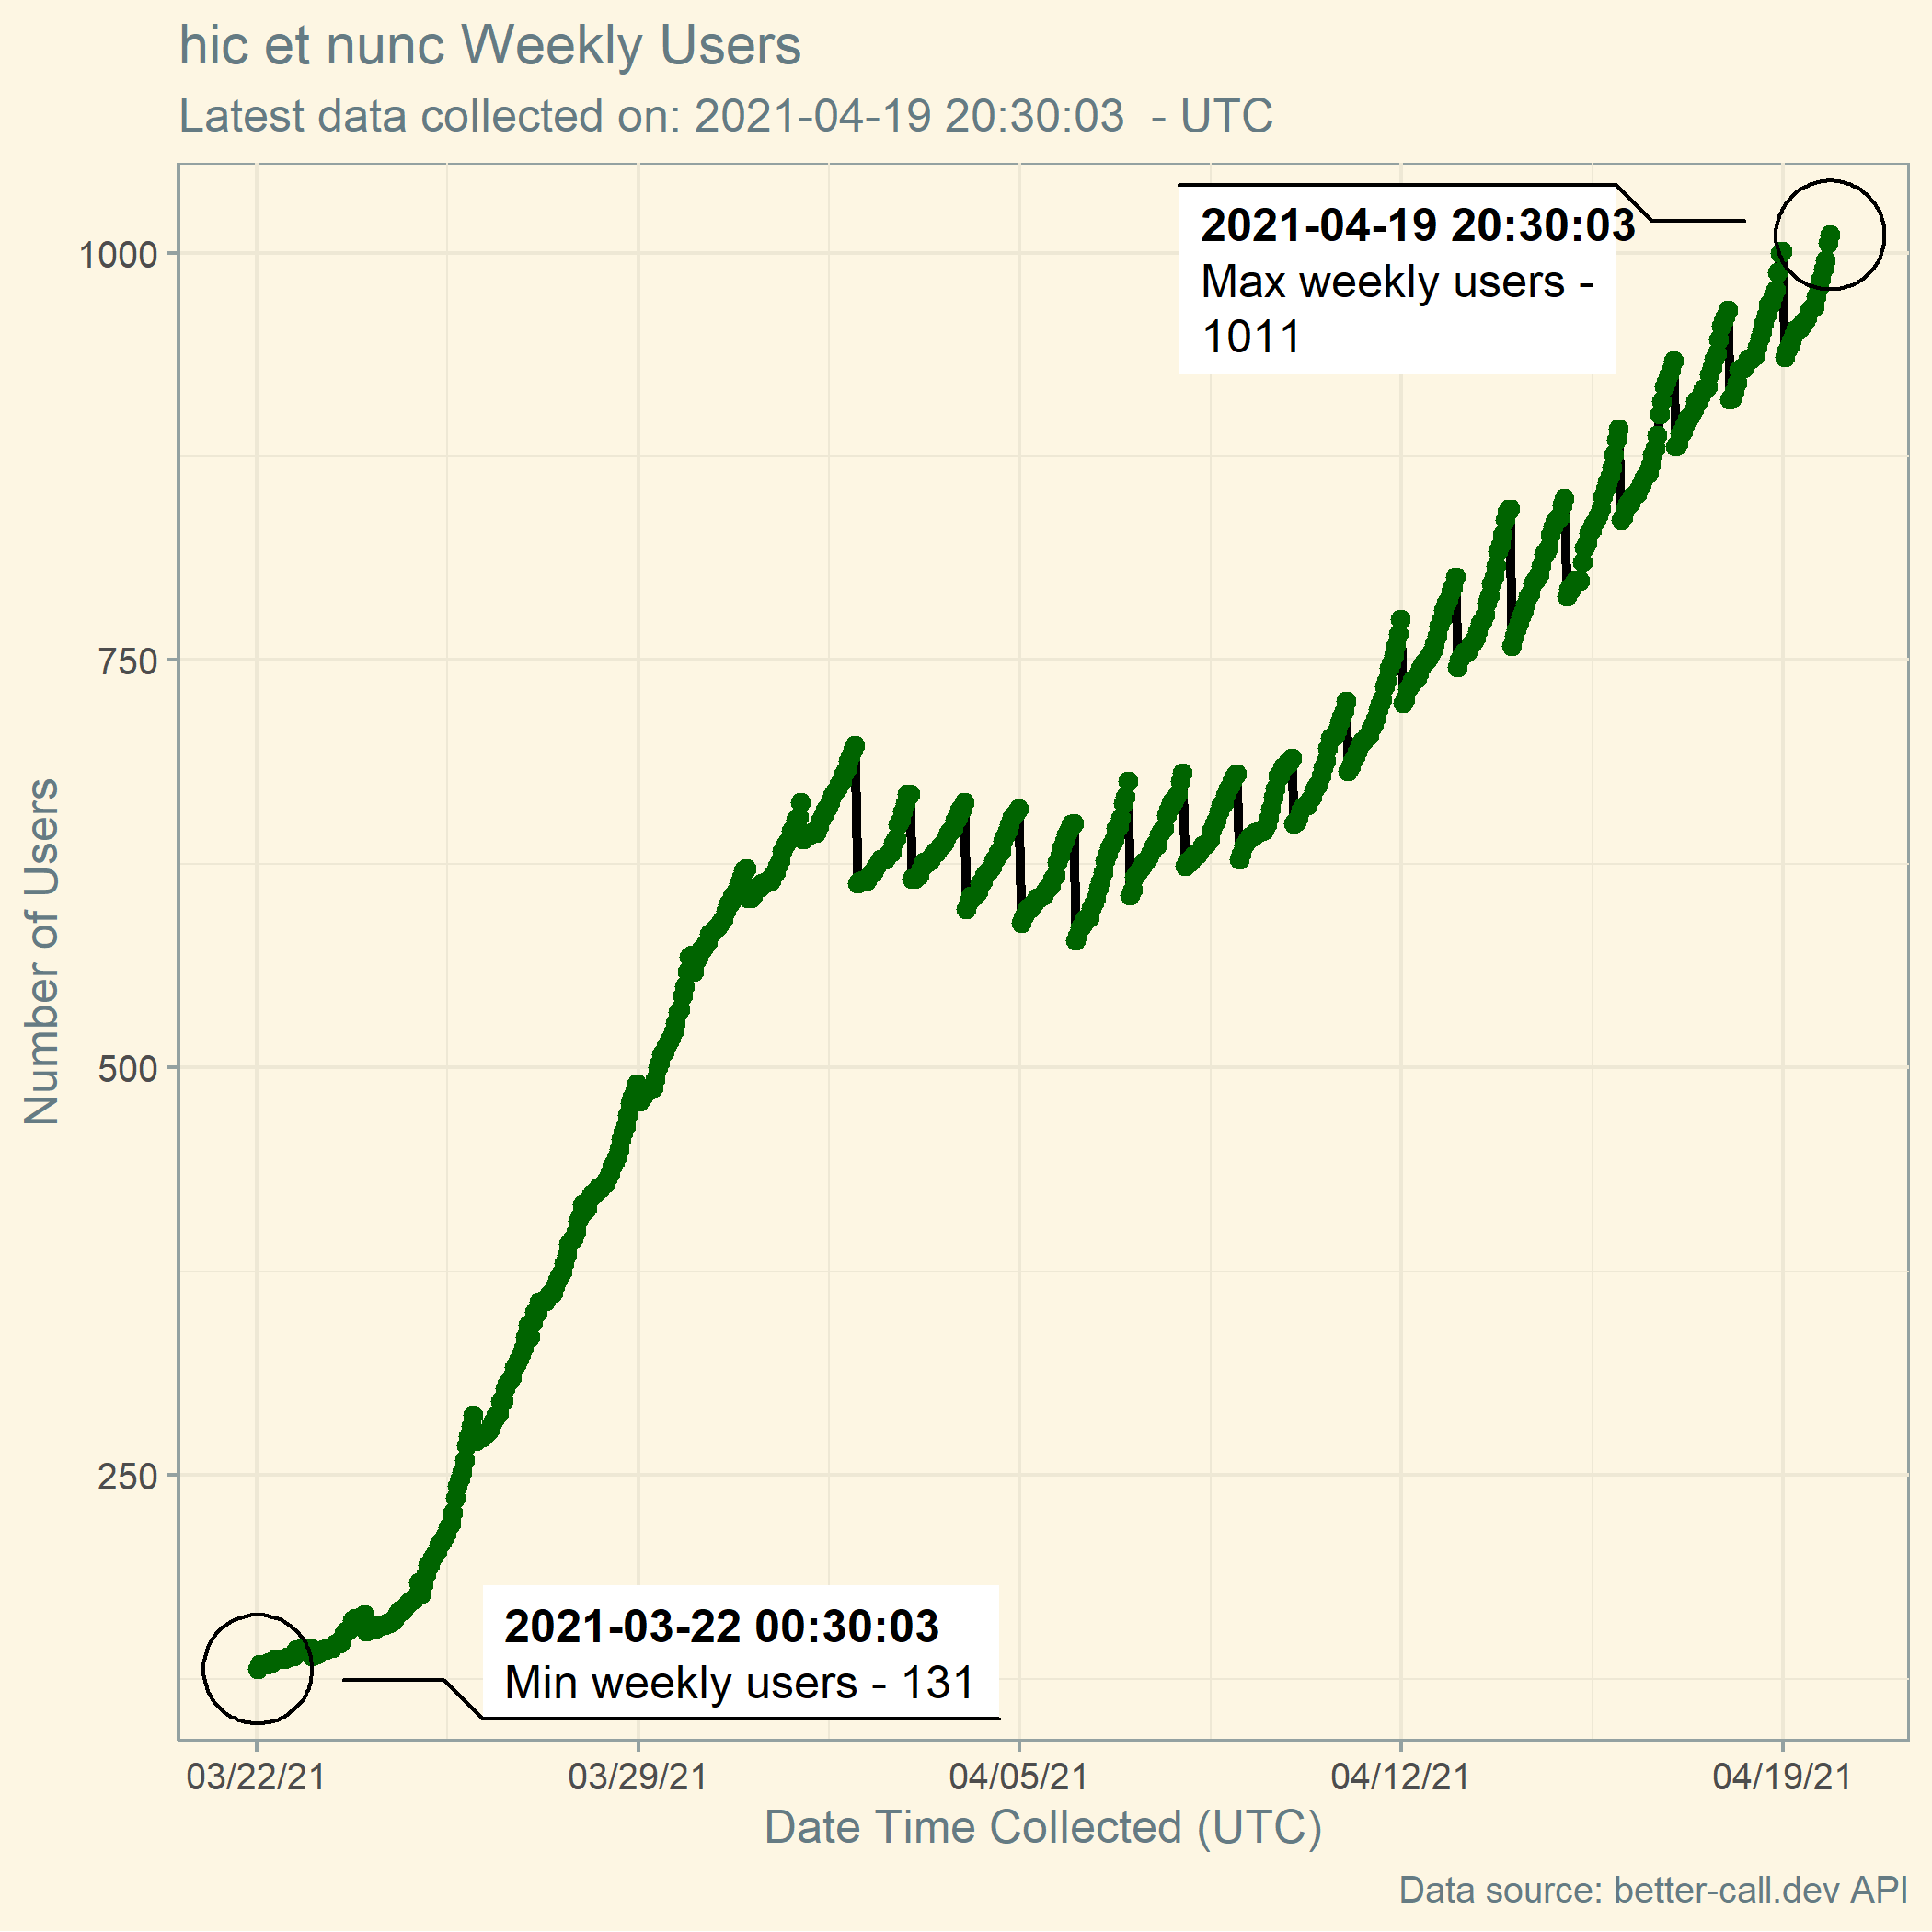 hic et nunc Weekly Users
Latest data collected on: 2021-04-19 20:30:03  - UTC
2021-04-19 20:30:03
Max weekly users -
1011
1000
750
500
250
Number of Users
2021-03-22 00:30:03
Min weekly users - 131
03/22/21
03/29/21
04/05/21
04/12/21
04/19/21
Date Time Collected (UTC)
Data source: better-call.dev API